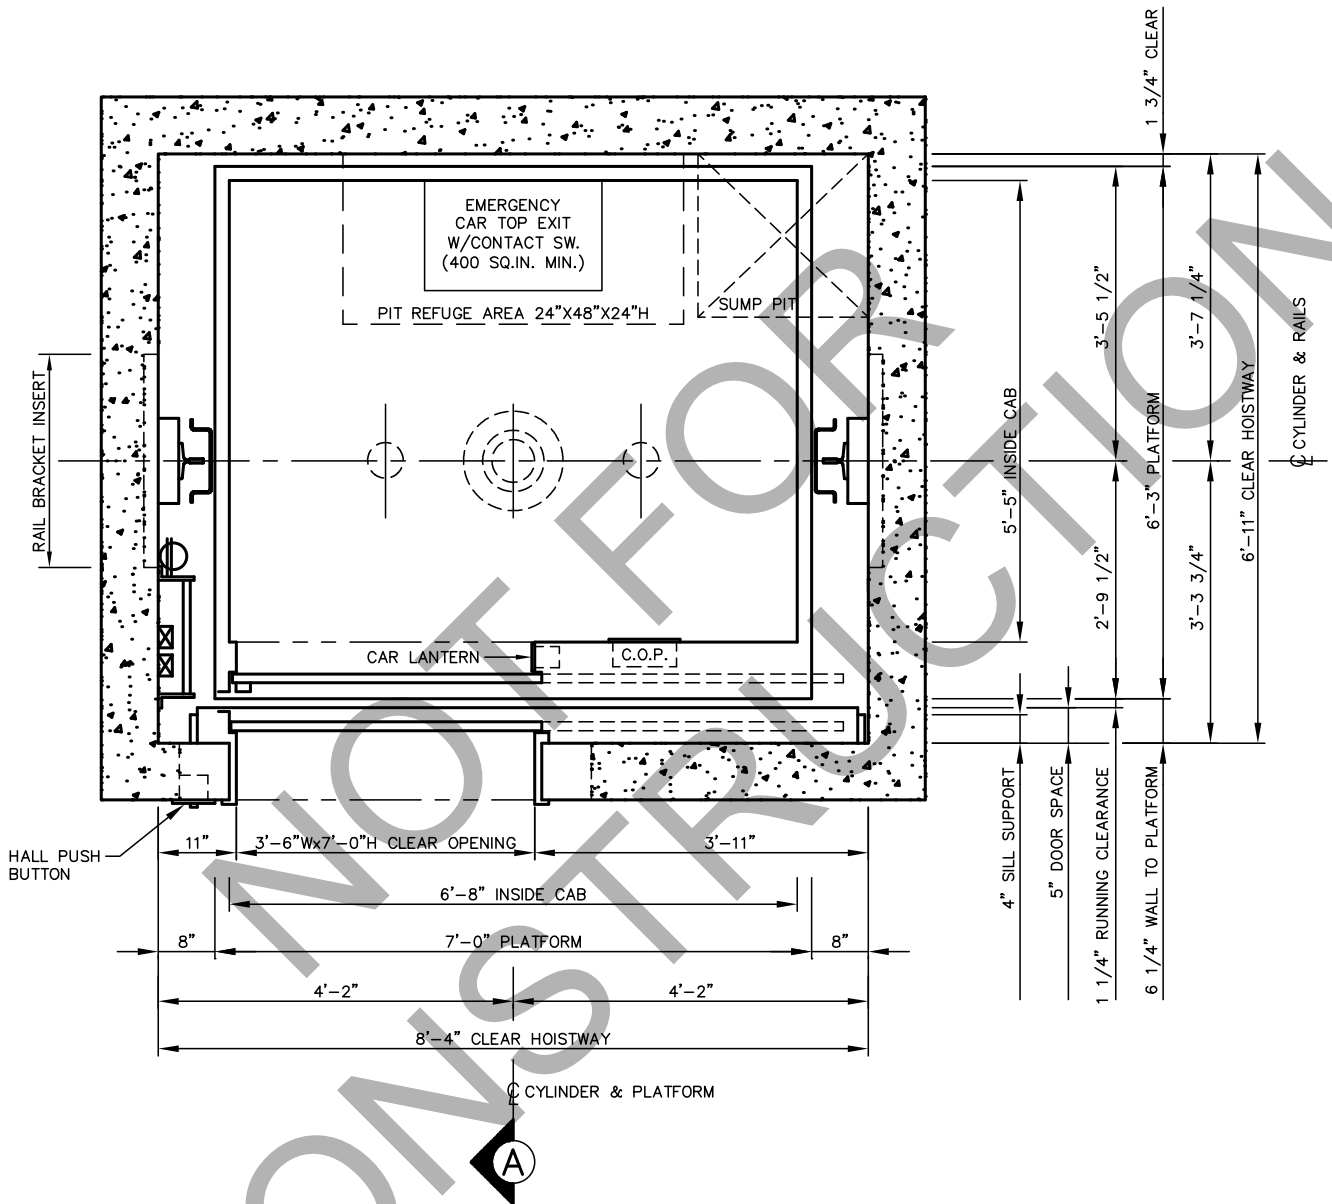 1 3/4" CLEAR
EMERGENCY
CAR TOP EXIT
W/CONTACT SW.
(400 SQ.IN. MIN.)
PIT REFUGE AREA 24"X48"X24"H
SUMP PIT
RAIL BRACKET INSERT
5'-5" INSIDE CAB
3'-5 1/2"
2'-9 1/2"
6'-3" PLATFORM
3'-7 1/4"
3'-3 3/4"
6'-11" CLEAR HOISTWAY
℄ CYLINDER & RAILS
CAR LANTERN
C.O.P.
HALL PUSH
BUTTON
11"
3'-6"Wx7'-0"H CLEAR OPENING
3'-11"
6'-8" INSIDE CAB
8"
7'-0" PLATFORM
8"
4'-2"
4'-2"
8'-4" CLEAR HOISTWAY
4" SILL SUPPORT
5" DOOR SPACE
1 1/4" RUNNING CLEARANCE
6 1/4" WALL TO PLATFORM
℄ CYLINDER & PLATFORM
A
NOT FOR
CONSTRUCTION